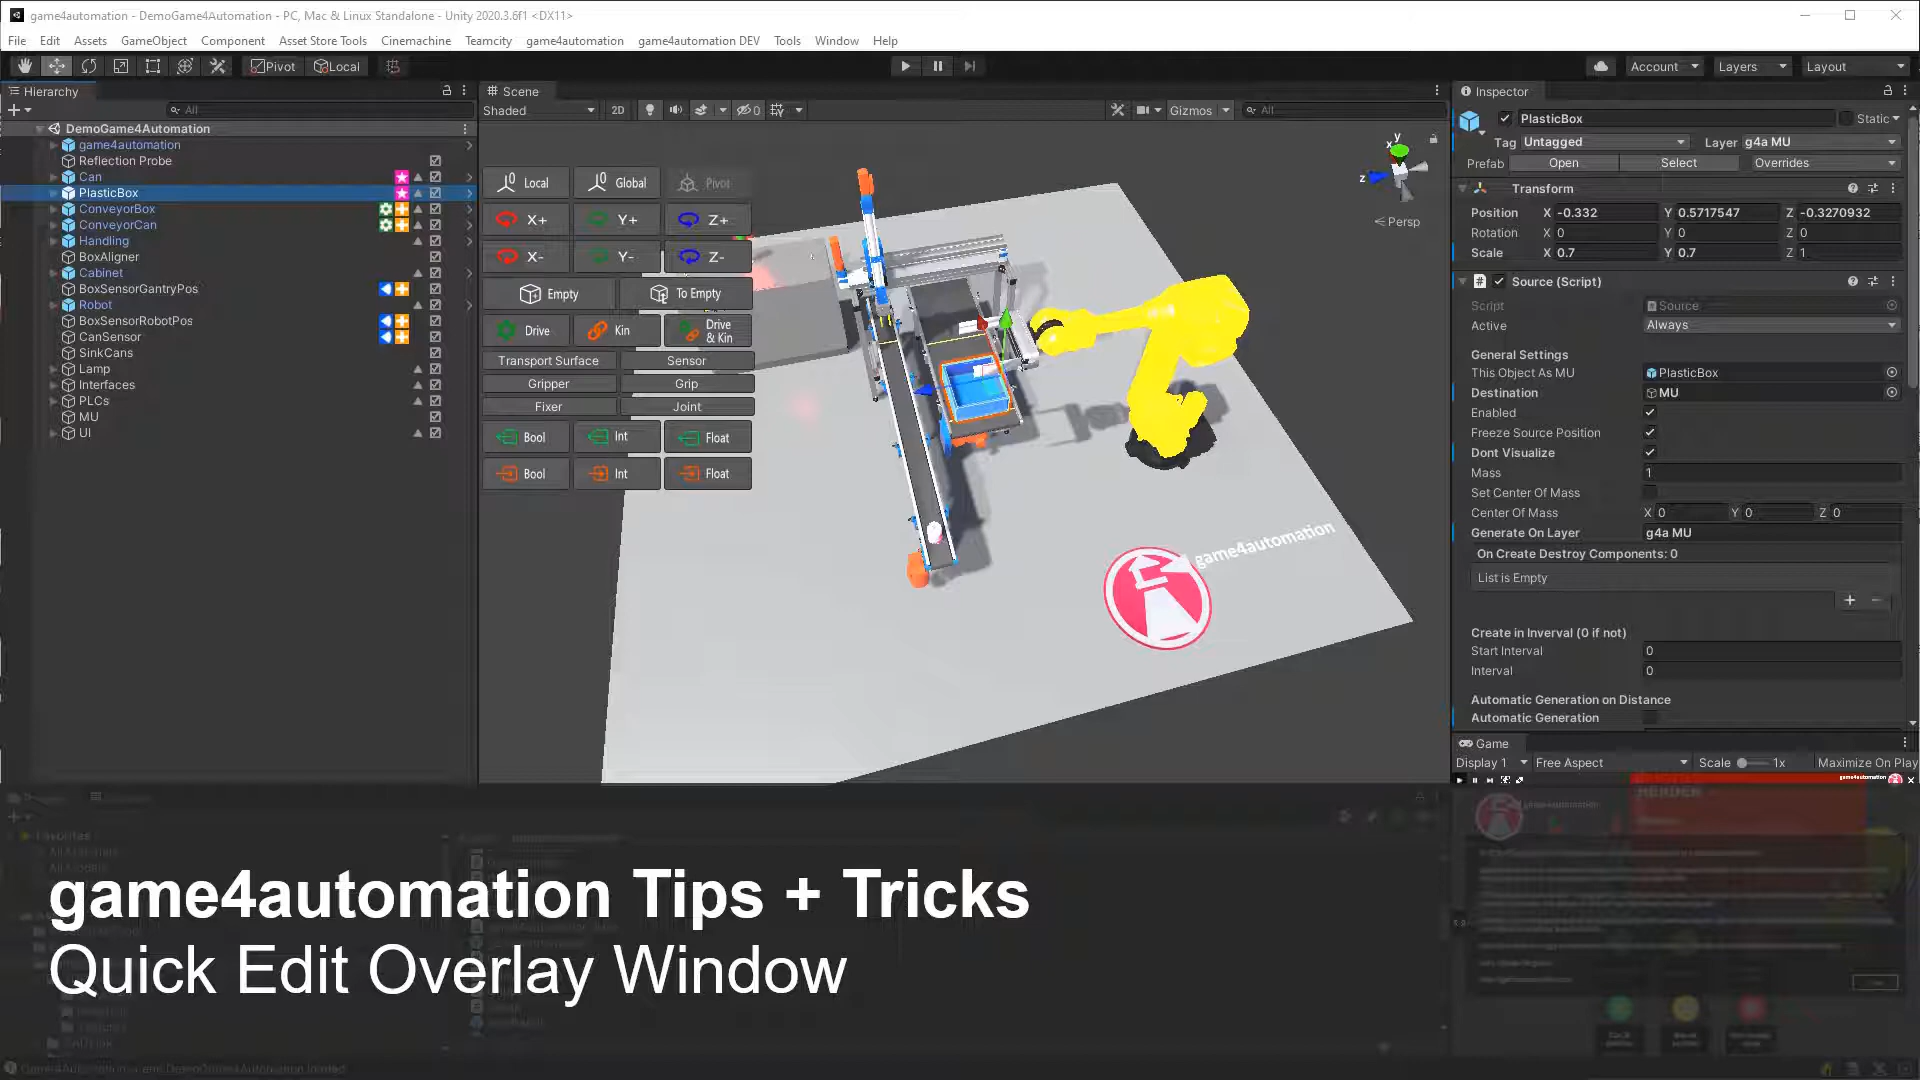 game4automation - DemoGame4Automation - PC, Mac & Linux Standalone - Unity 2020.3.6f1 <DX11>
File Edit Assets GameObject Component Asset Store Tools Cinemachine Teamcity game4automation game4automation DEV Tools Window Help
Pivot Local Account Layers Layout
Hierarchy
All
DemoGame4Automation
game4automation
Reflection Probe
Can
PlasticBox
ConveyorBox
ConveyorCan
Handling
BoxAligner
Cabinet
BoxSensorGantryPos
Robot
BoxSensorRobotPos
CanSensor
SinkCans
Lamp
Interfaces
PLCs
MU
UI
Scene
Shaded 2D 0 Gizmos All
Local Global Pivot
X+ Y+ Z+
X- Y- Z-
Empty To Empty
Drive Kin Drive & Kin
Transport Surface Sensor
Gripper Grip
Fixer Joint
Bool Int Float
Bool Int Float
y
x
z
< Persp
game4automation
Inspector
PlasticBox Static
Tag Untagged Layer g4a MU
Prefab Open Select Overrides
Transform
Position X -0.332 Y 0.5717547 Z -0.3270932
Rotation X 0 Y 0 Z 0
Scale X 0.7 Y 0.7 Z 1
Source (Script)
Script Source
Active Always
General Settings
This Object As MU PlasticBox
Destination MU
Enabled
Freeze Source Position
Dont Visualize
Mass 1
Set Center Of Mass
Center Of Mass X 0 Y 0 Z 0
Generate On Layer g4a MU
On Create Destroy Components: 0
List is Empty
Create in Inverval (0 if not)
Start Interval 0
Interval 0
Automatic Generation on Distance
Automatic Generation
Game
Display 1 Free Aspect Scale 1x Maximize On Play
game4automation
game4automation Tips + Tricks
Quick Edit Overlay Window